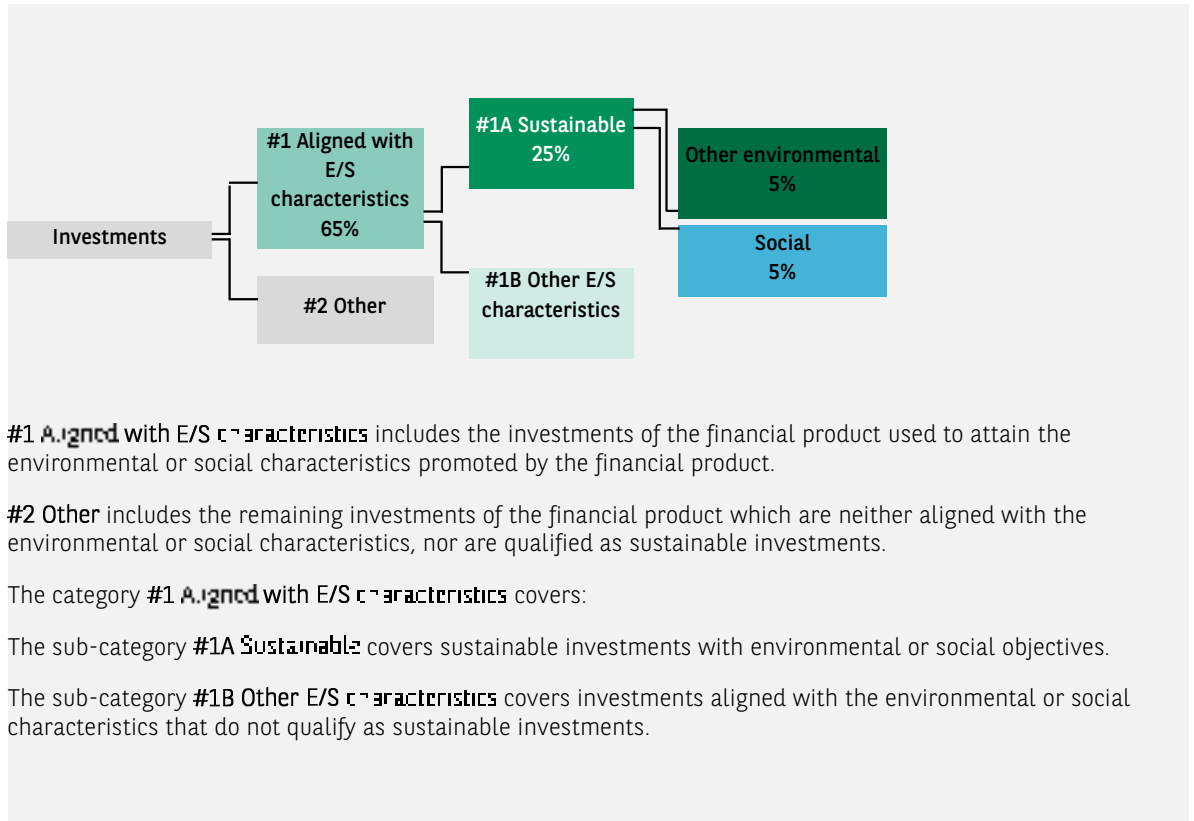 #1A Sustainable
25%
#1 Aligned with
E/S
characteristics
65%
Other environmental
5%
Investments
Social
5%
#2 Other
#1B Other E/S
characteristics
#1 Aligned with E/S characteristics includes the investments of the financial product used to attain the
environmental or social characteristics promoted by the financial product.
#2 Other includes the remaining investments of the financial product which are neither aligned with the
environmental or social characteristics, nor are qualified as sustainable investments.
The category #1 Aligned with E/S characteristics covers:
The sub-category #1A Sustainable covers sustainable investments with environmental or social objectives.
The sub-category #1B Other E/S characteristics covers investments aligned with the environmental or social
characteristics that do not qualify as sustainable investments.